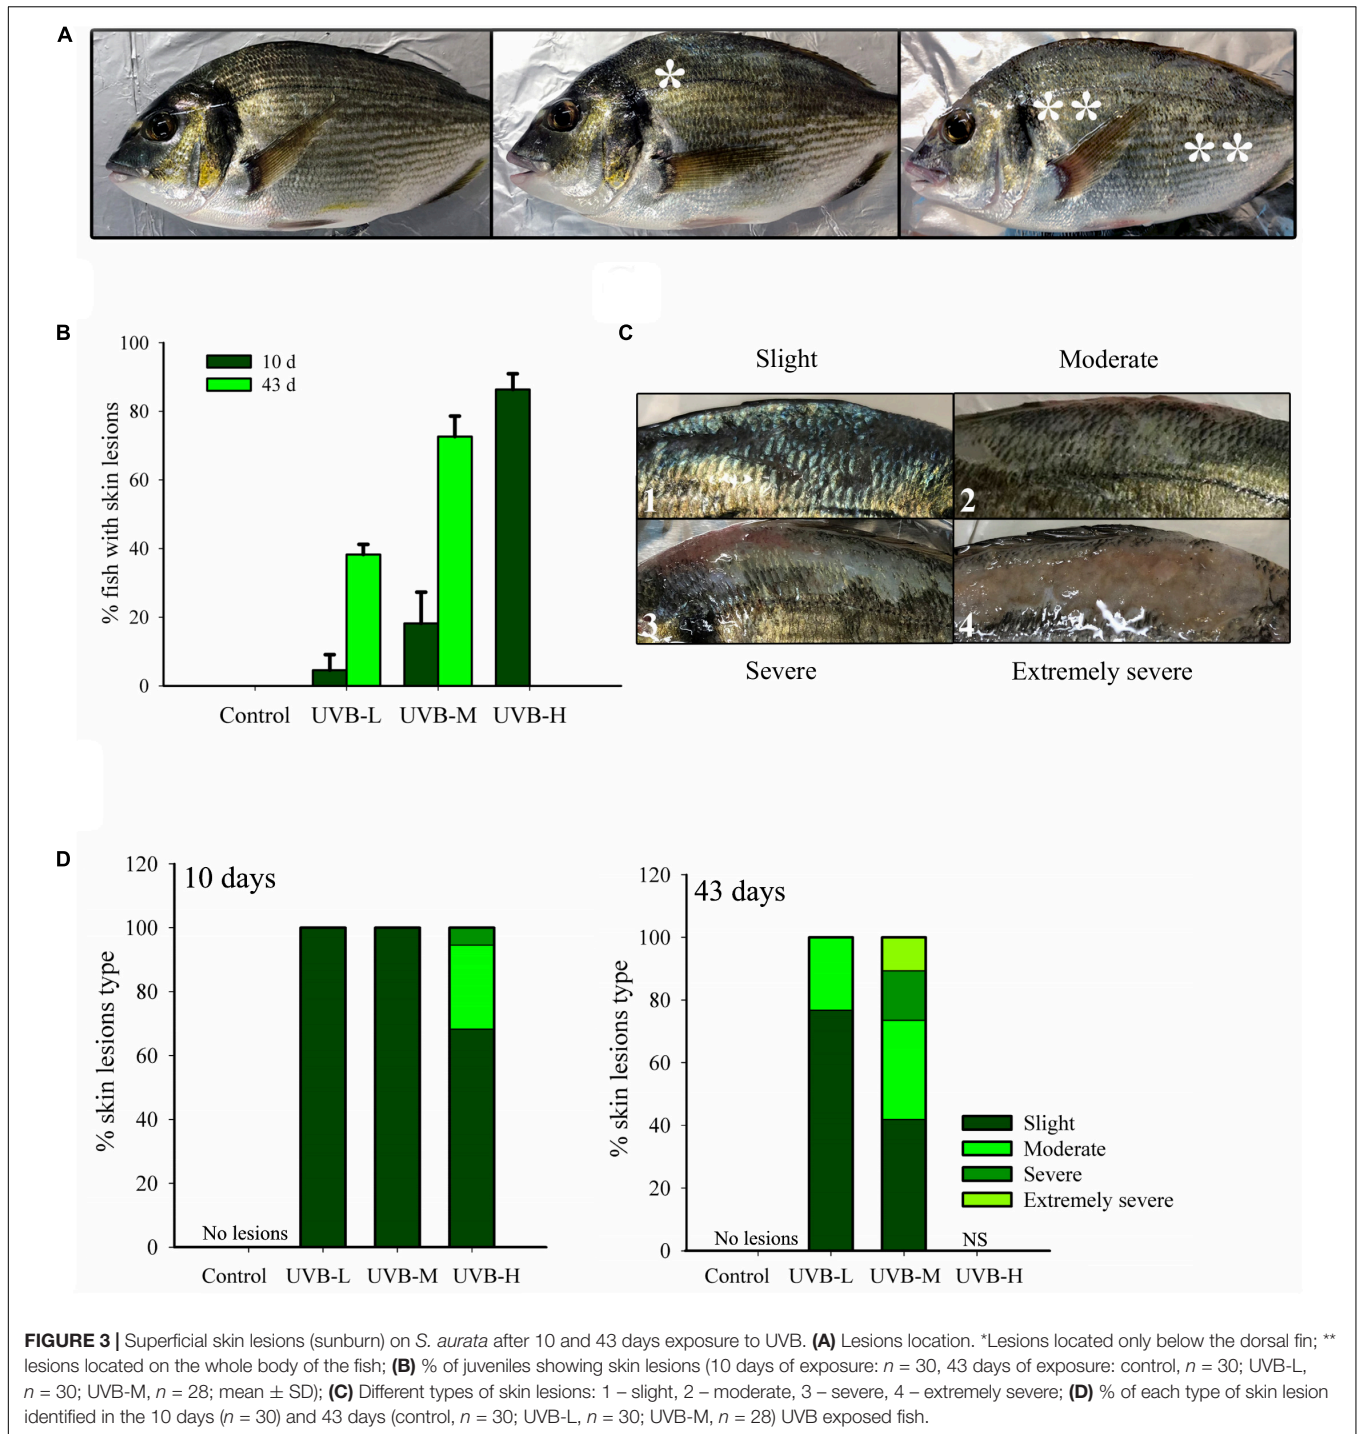 A
*
* *
* *
B
100
80
60
40
20
0
% fish with skin lesions
10 d
43 d
Control UVB-L UVB-M UVB-H
C
Slight Moderate
1 2
3 4
Severe Extremely severe
D
120
100
80
60
40
20
0
% skin lesions type
10 days
No lesions
Control UVB-L UVB-M UVB-H
120
100
80
60
40
20
0
% skin lesions type
43 days
Slight
Moderate
Severe
Extremely severe
No lesions NS
Control UVB-L UVB-M UVB-H
FIGURE 3 | Superficial skin lesions (sunburn) on S. aurata after 10 and 43 days exposure to UVB. (A) Lesions location. *Lesions located only below the dorsal fin; **
lesions located on the whole body of the fish; (B) % of juveniles showing skin lesions (10 days of exposure: n = 30, 43 days of exposure: control, n = 30; UVB-L,
n = 30; UVB-M, n = 28; mean ± SD); (C) Different types of skin lesions: 1 – slight, 2 – moderate, 3 – severe, 4 – extremely severe; (D) % of each type of skin lesion
identified in the 10 days (n = 30) and 43 days (control, n = 30; UVB-L, n = 30; UVB-M, n = 28) UVB exposed fish.